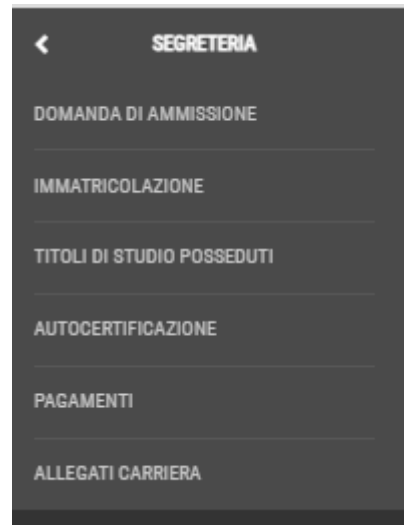 SEGRETERIA
DOMANDA DI AMMISSIONE
IMMATRICOLAZIONE
TITOLI DI STUDIO POSSEDUTI
AUTOCERTIFICAZIONE
PAGAMENTI
ALLEGATI CARRIERA